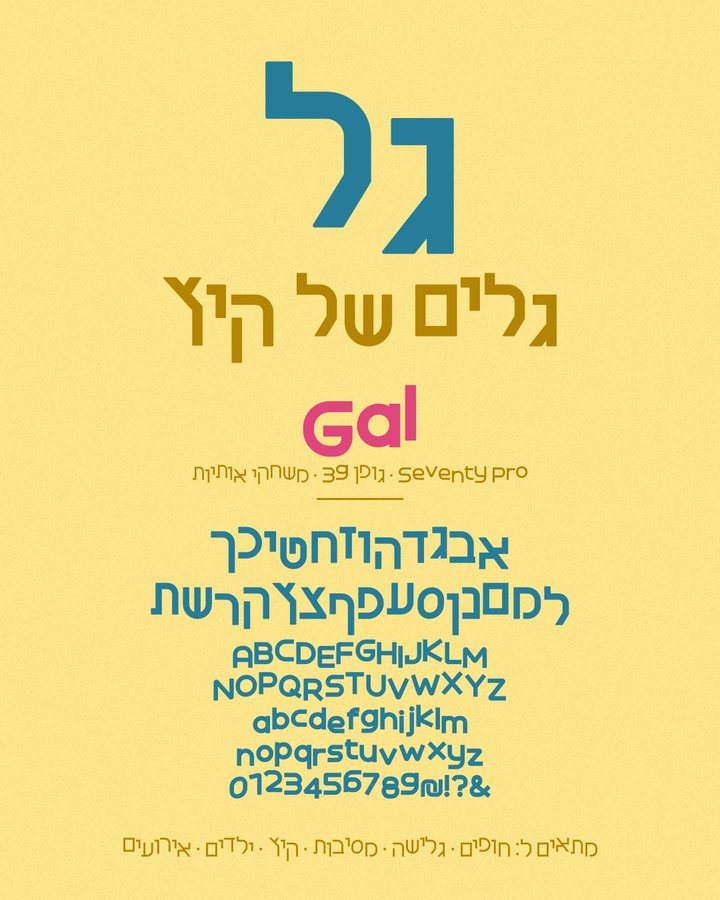 גל
גלים של קיץ
Gal
משחקי אותיות · גופן 39 · Seventy Pro
אבגדהוזחטיכך
למםנןסעפףצץקרשת
ABCDEFGHIJKLM
NOPQRSTUVWXYZ
abcdefghijklm
nopqrstuvwxyz
0123456789₪!?&
מתאים ל: חופים · גלישה · מסיבות · קיץ · ילדים · אירועים